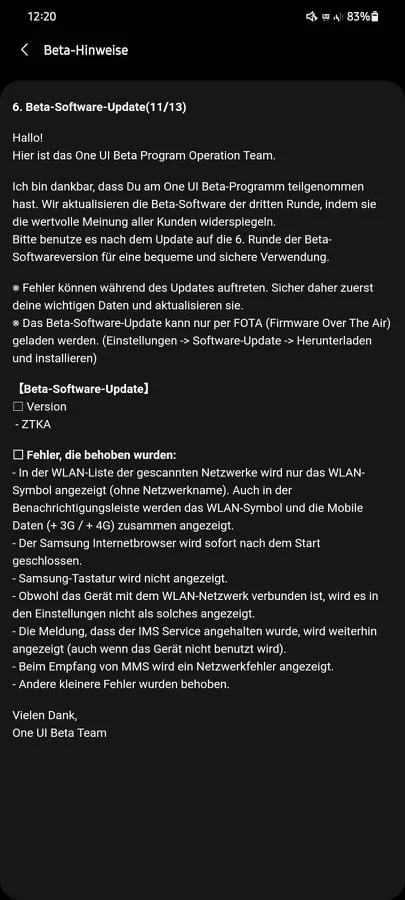 12:20
83%
Beta-Hinweise
6. Beta-Software-Update(11/13)
Hallo!
Hier ist das One UI Beta Program Operation Team.
Ich bin dankbar, dass Du am One UI Beta-Programm teilgenommen
hast. Wir aktualisieren die Beta-Software der dritten Runde, indem sie
die wertvolle Meinung aller Kunden widerspiegeln.
Bitte benutze es nach dem Update auf die 6. Runde der Beta-
Softwareversion für eine bequeme und sichere Verwendung.
※ Fehler können während des Updates auftreten. Sicher daher zuerst
deine wichtigen Daten und aktualisieren sie.
※ Das Beta-Software-Update kann nur per FOTA (Firmware Over The Air)
geladen werden. (Einstellungen -> Software-Update -> Herunterladen
und installieren)
【Beta-Software-Update】
□ Version
- ZTKA
□ Fehler, die behoben wurden:
- In der WLAN-Liste der gescannten Netzwerke wird nur das WLAN-
Symbol angezeigt (ohne Netzwerkname). Auch in der
Benachrichtigungsleiste werden das WLAN-Symbol und die Mobile
Daten (+ 3G / + 4G) zusammen angezeigt.
- Der Samsung Internetbrowser wird sofort nach dem Start
geschlossen.
- Samsung-Tastatur wird nicht angezeigt.
- Obwohl das Gerät mit dem WLAN-Netzwerk verbunden ist, wird es in
den Einstellungen nicht als solches angezeigt.
- Die Meldung, dass der IMS Service angehalten wurde, wird weiterhin
angezeigt (auch wenn das Gerät nicht benutzt wird).
- Beim Empfang von MMS wird ein Netzwerkfehler angezeigt.
- Andere kleinere Fehler wurden behoben.
Vielen Dank,
One UI Beta Team